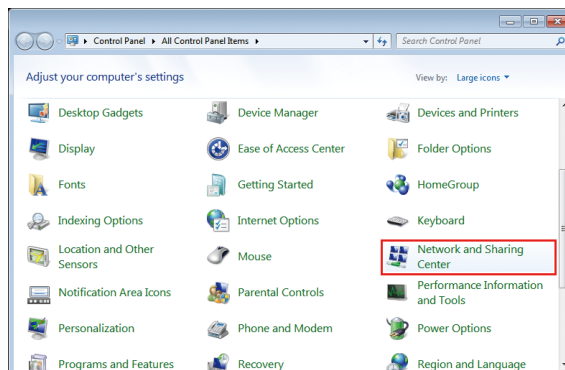 Control Panel ▸ All Control Panel Items ▸
Search Control Panel
Adjust your computer's settings
View by: Large icons
Desktop Gadgets
Device Manager
Devices and Printers
Display
Ease of Access Center
Folder Options
Fonts
Getting Started
HomeGroup
Indexing Options
Internet Options
Keyboard
Location and Other
Sensors
Mouse
Network and Sharing
Center
Notification Area Icons
Parental Controls
Performance Information
and Tools
Personalization
Phone and Modem
Power Options
Programs and Features
Recovery
Region and Language